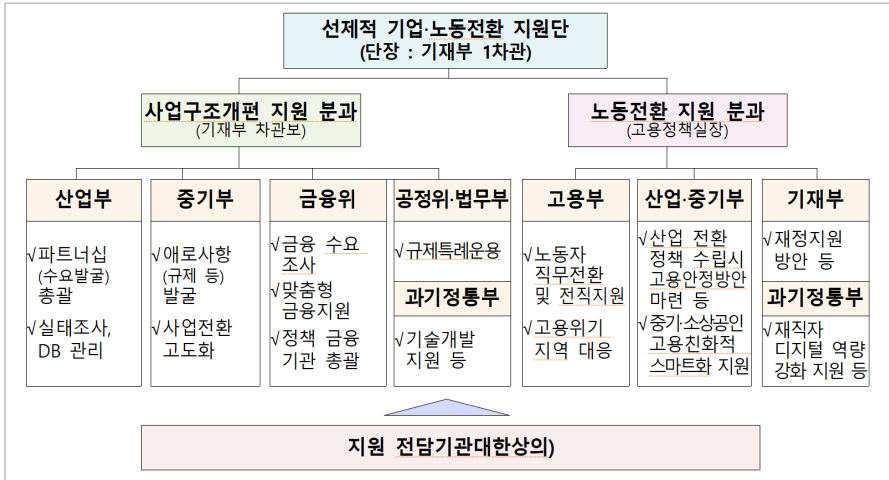 선제적 기업·노동전환 지원단
(단장 : 기재부 1차관)
사업구조개편 지원 분과
(기재부 차관보)
노동전환 지원 분과
(고용정책실장)
산업부
√파트너십
(수요발굴)
총괄
√실태조사,
DB 관리
중기부
√애로사항
(규제 등)
발굴
√사업전환
고도화
금융위
√금융 수요
조사
√맞춤형
금융지원
√정책 금융
기관 총괄
공정위·법무부
√규제특례운용
과기정통부
√기술개발
지원 등
고용부
√노동자
직무전환
및 전직지원
√고용위기
지역 대응
산업·중기부
√산업 전환
정책 수립시
고용안정방안
마련 등
√중기·소상공인
고용친화적
스마트화 지원
기재부
√재정지원
방안 등
과기정통부
√재직자
디지털 역량
강화 지원 등
지원 전담기관대한상의)